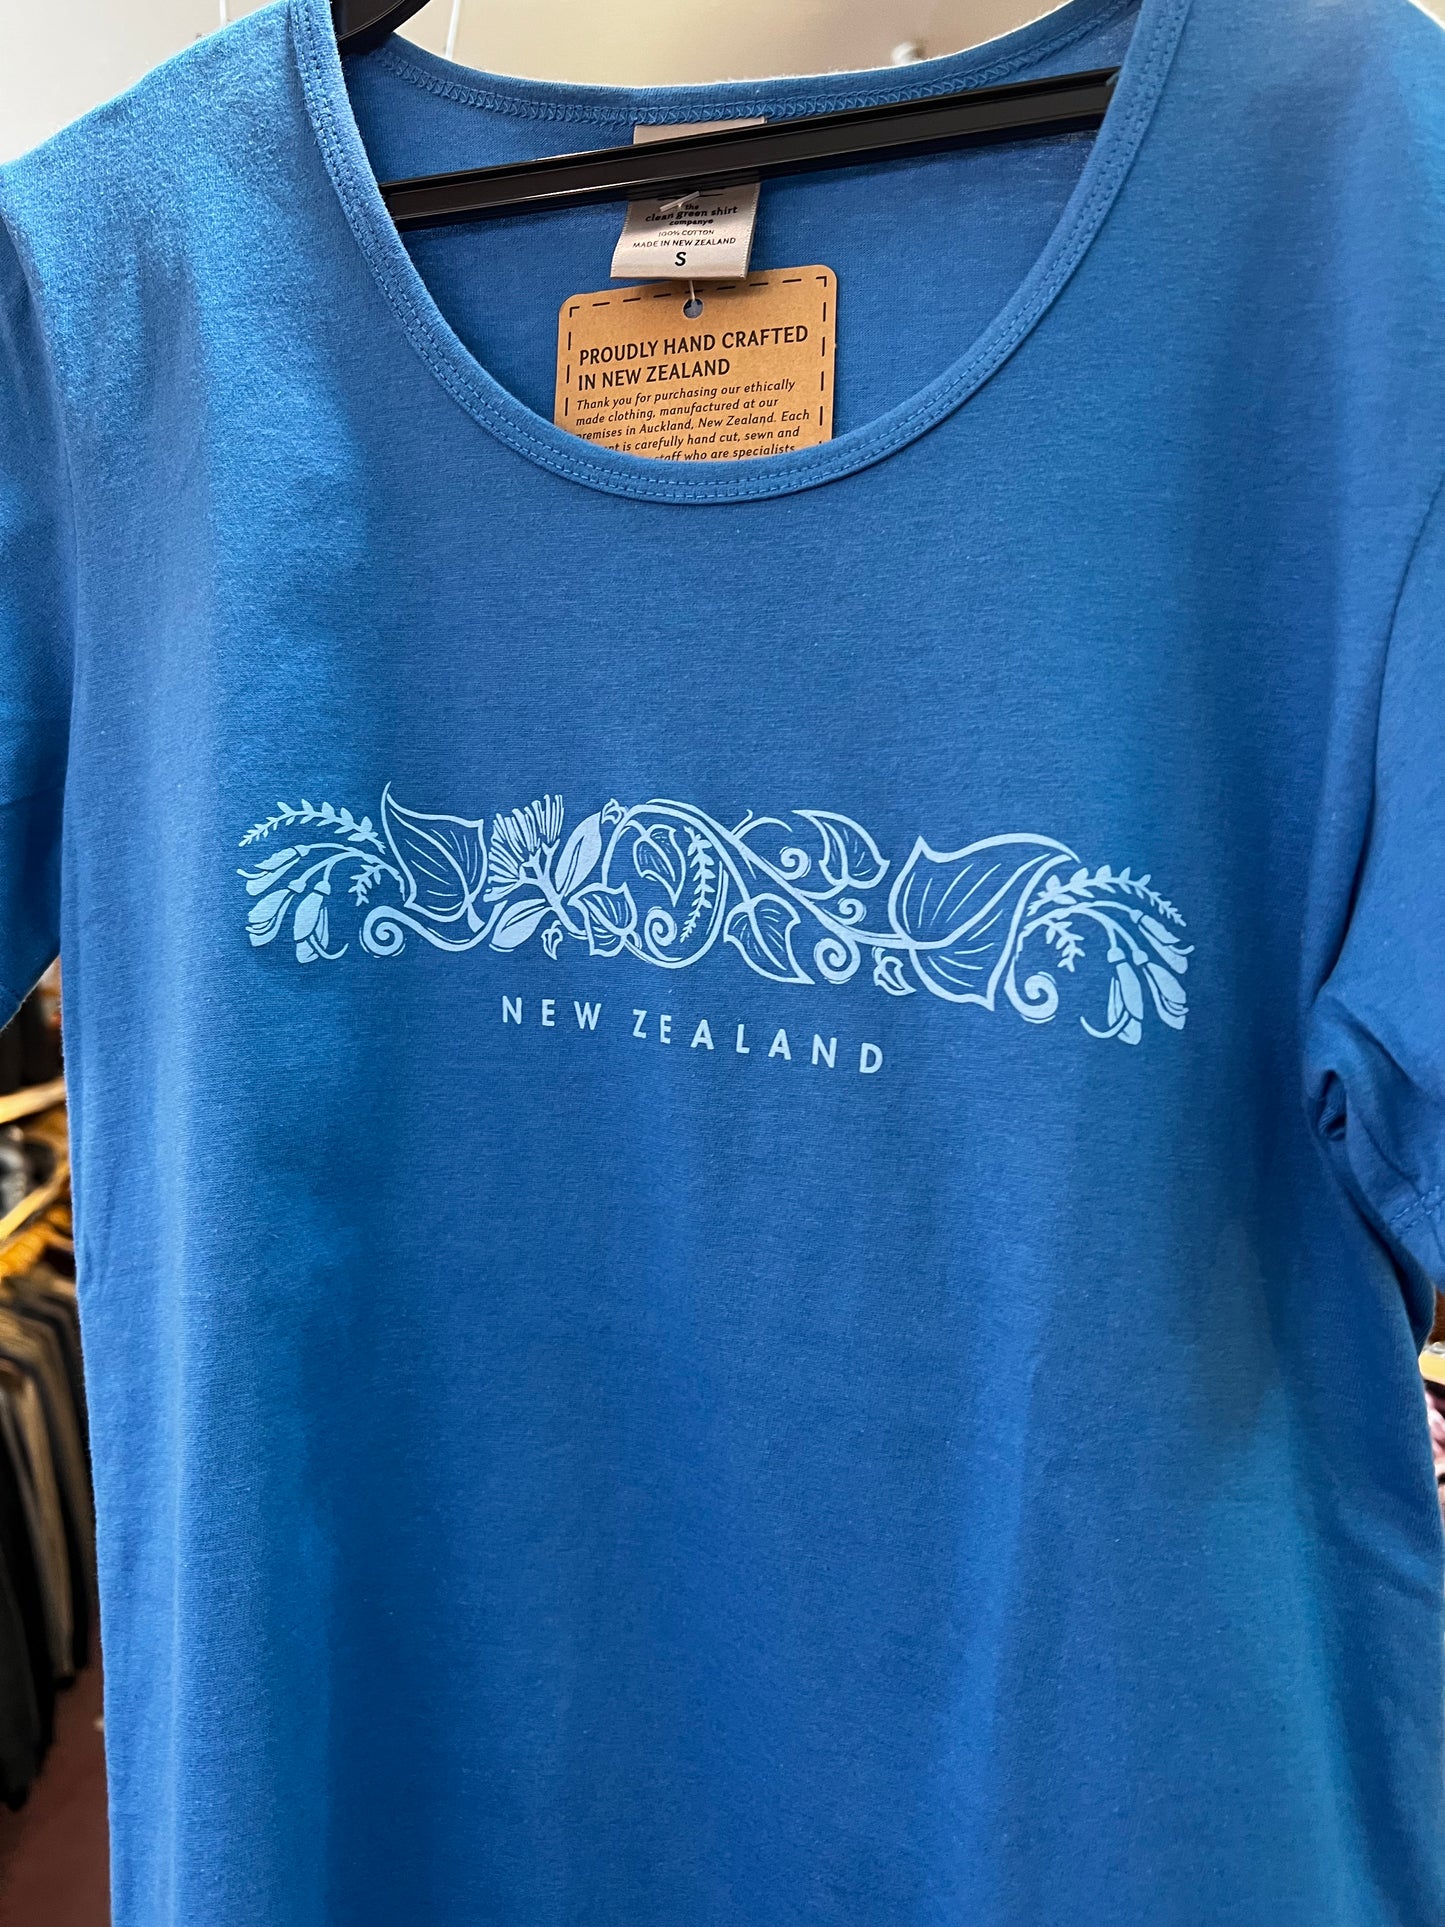 the
clean green shirt
company®
100% COTTON
MADE IN NEW ZEALAND
S
PROUDLY HAND CRAFTED
IN NEW ZEALAND
Thank you for purchasing our ethically
made clothing, manufactured at our
premises in Auckland, New Zealand. Each
is carefully hand cut, sewn and
staff who are specialists
NEW ZEALAND